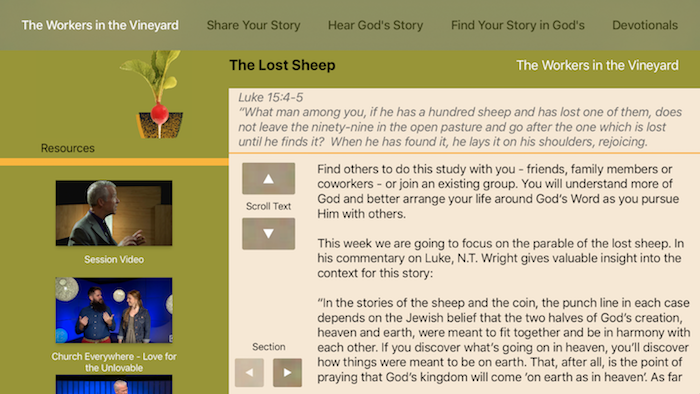 The Workers in the Vineyard
Share Your Story
Hear God's Story
Find Your Story in God's
Devotionals
The Lost Sheep
The Workers in the Vineyard
Resources
Session Video
Church Everywhere - Love for
the Unlovable
Luke 15:4-5
"What man among you, if he has a hundred sheep and has lost one of them, does
not leave the ninety-nine in the open pasture and go after the one which is lost
until he finds it?  When he has found it, he lays it on his shoulders, rejoicing.
Scroll Text
Section
Find others to do this study with you - friends, family members or
coworkers - or join an existing group. You will understand more of
God and better arrange your life around God's Word as you pursue
Him with others.
This week we are going to focus on the parable of the lost sheep. In
his commentary on Luke, N.T. Wright gives valuable insight into the
context for this story:
“In the stories of the sheep and the coin, the punch line in each case
depends on the Jewish belief that the two halves of God’s creation,
heaven and earth, were meant to fit together and be in harmony with
each other. If you discover what’s going on in heaven, you’ll discover
how things were meant to be on earth. That, after all, is the point of
praying that God’s kingdom will come ‘on earth as in heaven’. As far